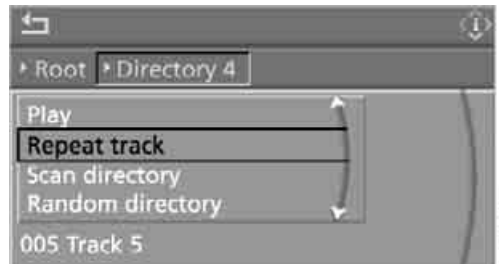 Root Directory 4
Play
Repeat track
Scan directory
Random directory
005 Track 5